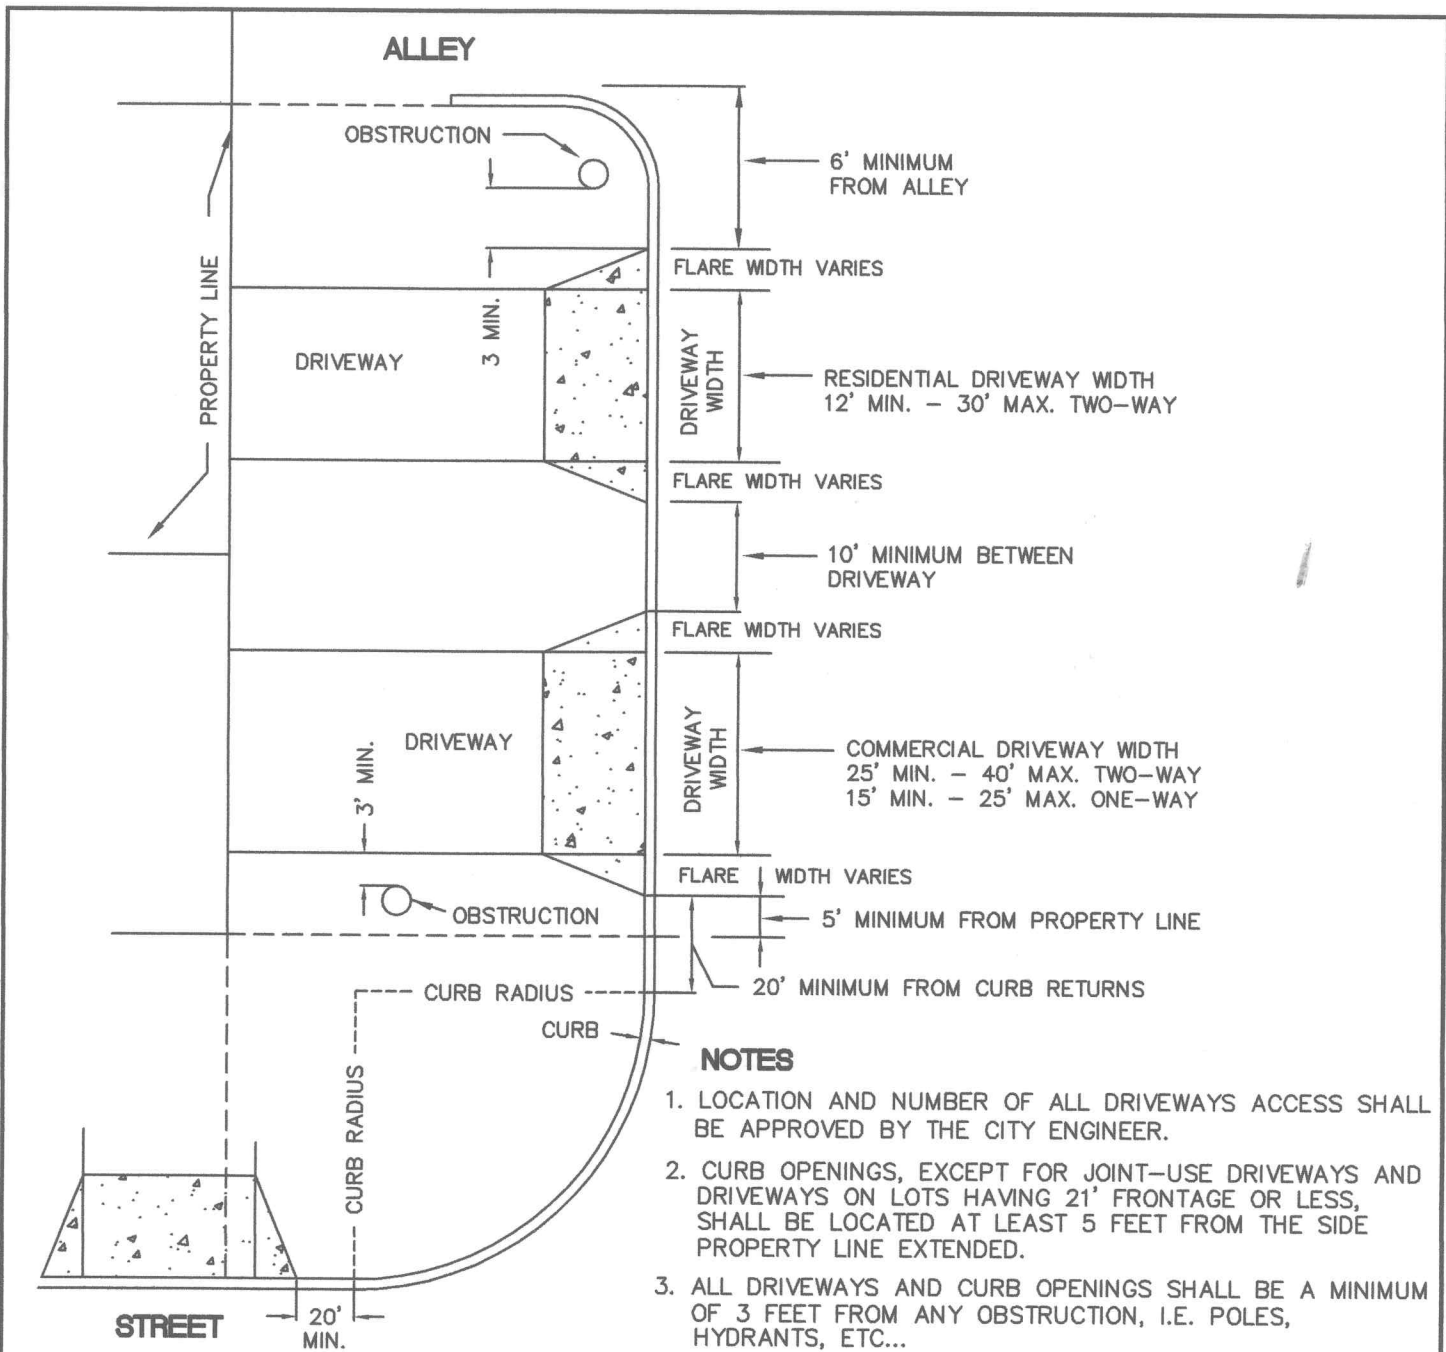 ALLEY
OBSTRUCTION
6' MINIMUM
FROM ALLEY
PROPERTY LINE
3 MIN.
FLARE WIDTH VARIES
DRIVEWAY
DRIVEWAY
WIDTH
RESIDENTIAL DRIVEWAY WIDTH
12' MIN. – 30' MAX. TWO–WAY
FLARE WIDTH VARIES
10' MINIMUM BETWEEN
DRIVEWAY
FLARE WIDTH VARIES
DRIVEWAY
DRIVEWAY
WIDTH
COMMERCIAL DRIVEWAY WIDTH
25' MIN. – 40' MAX. TWO–WAY
15' MIN. – 25' MAX. ONE–WAY
3' MIN.
FLARE WIDTH VARIES
OBSTRUCTION
5' MINIMUM FROM PROPERTY LINE
CURB RADIUS
20' MINIMUM FROM CURB RETURNS
CURB
CURB RADIUS
STREET
20'
MIN.
NOTES
1. LOCATION AND NUMBER OF ALL DRIVEWAYS ACCESS SHALL
BE APPROVED BY THE CITY ENGINEER.
2. CURB OPENINGS, EXCEPT FOR JOINT–USE DRIVEWAYS AND
DRIVEWAYS ON LOTS HAVING 21' FRONTAGE OR LESS,
SHALL BE LOCATED AT LEAST 5 FEET FROM THE SIDE
PROPERTY LINE EXTENDED.
3. ALL DRIVEWAYS AND CURB OPENINGS SHALL BE A MINIMUM
OF 3 FEET FROM ANY OBSTRUCTION, I.E. POLES,
HYDRANTS, ETC...